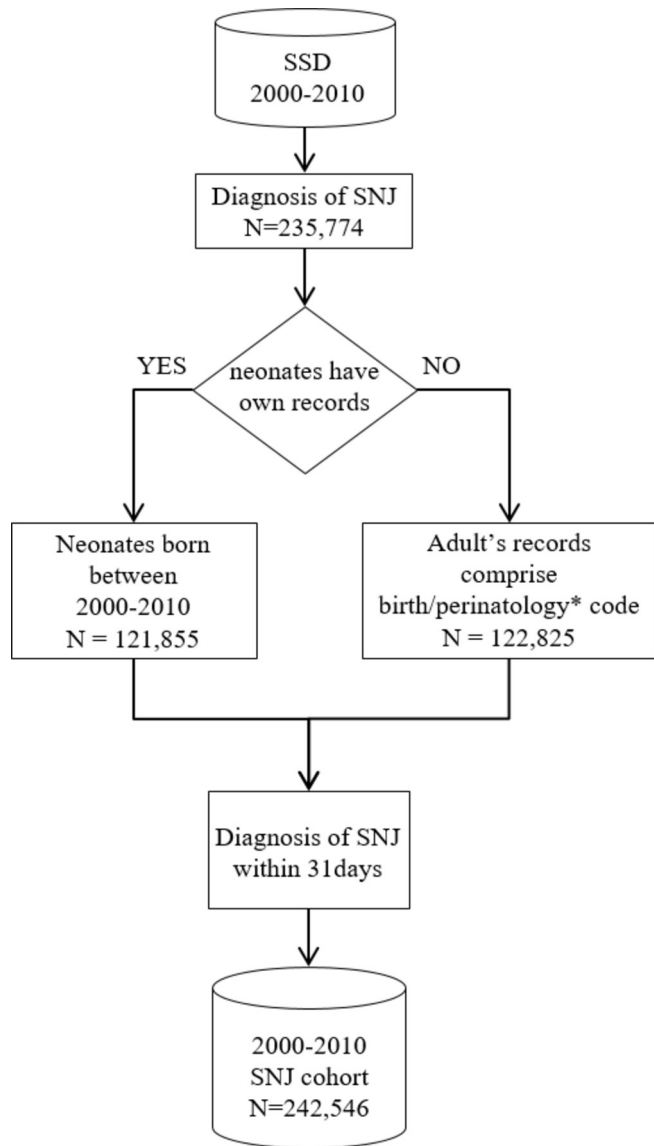 SSD
2000-2010
Diagnosis of SNJ
N=235,774
YES
NO
neonates have
own records
Neonates born
between
2000-2010
N = 121,855
Adult’s records
comprise
birth/perinatology* code
N = 122,825
Diagnosis of SNJ
within 31days
2000-2010
SNJ cohort
N=242,546